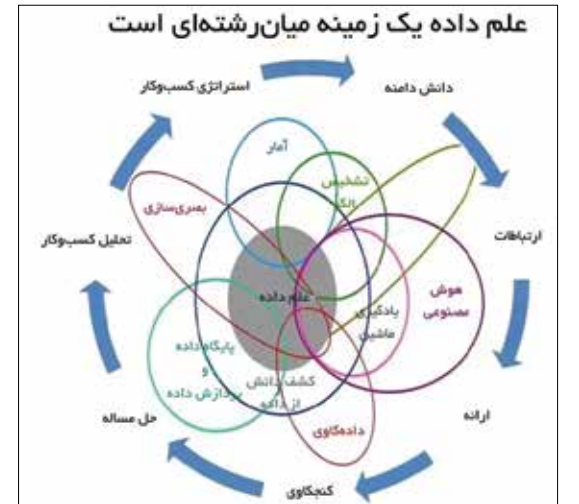 علم داده یک زمینه میان‌رشته‌ای است
دانش دامنه
ارتباطات
ارائه
کنجکاوی
حل مساله
تحلیل کسب‌وکار
استراتژی کسب‌وکار
آمار
تشخیص
الگو
بصری‌سازی
علم داده
یادگیری
ماشین
هوش
مصنوعی
پایگاه داده
و
پردازش داده
کشف دانش
از داده
داده‌کاوی